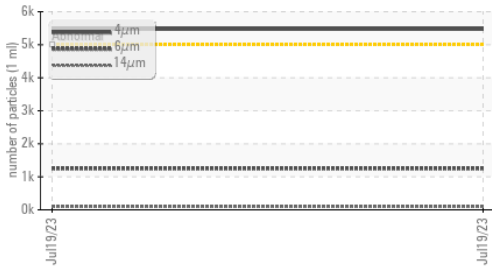 6k
5k
4k
3k
2k
1k
0k
number of particles (1 ml)
Abnormal
4µm
6µm
14µm
Jul19/23
Jul19/23